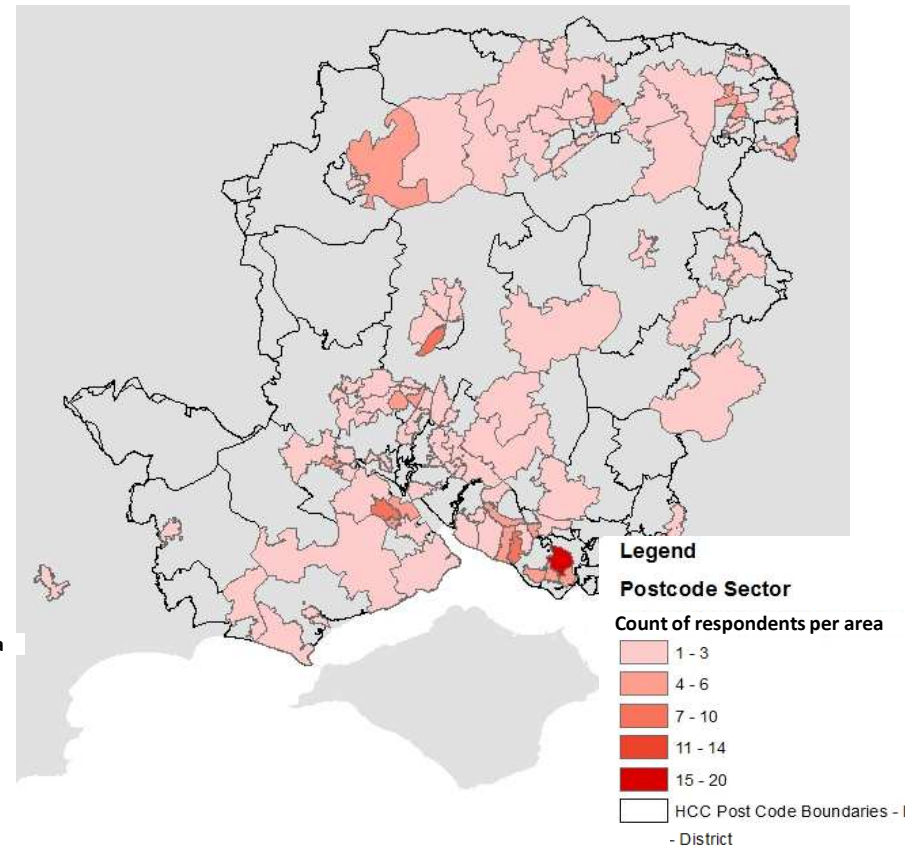 Legend
Postcode Sector
Count of respondents per area
1 - 3
4 - 6
7 - 10
11 - 14
15 - 20
HCC Post Code Boundaries -
- District